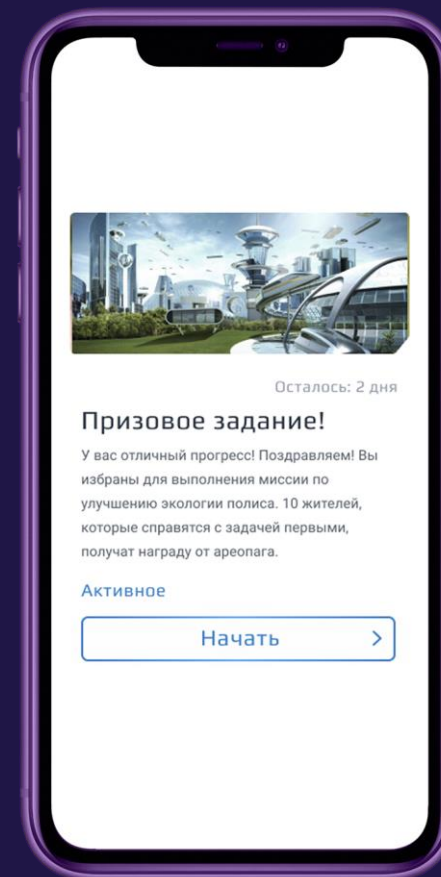 Осталось: 2 дня
Призовое задание!
У вас отличный прогресс! Поздравляем! Вы
избраны для выполнения миссии по
улучшению экологии полиса. 10 жителей,
которые справятся с задачей первыми,
получат награду от ареопага.
Активное
Начать